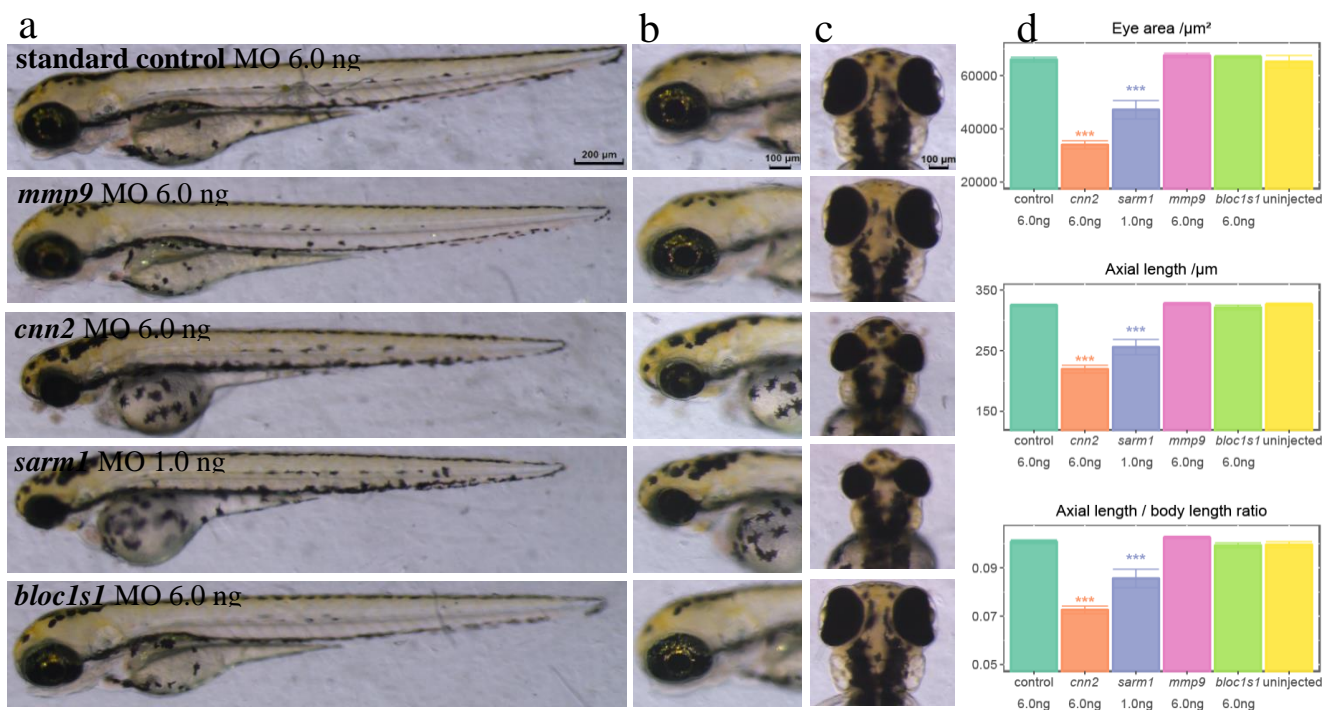 a
b
c
d
standard control MO 6.0 ng
200 µm
100 µm
100 µm
mmp9 MO 6.0 ng
cnn2 MO 6.0 ng
sarm1 MO 1.0 ng
bloc1s1 MO 6.0 ng
Eye area /µm²
60000
40000
20000
***
***
control cnn2 sarm1 mmp9 bloc1s1 uninjected
6.0ng 6.0ng 1.0ng 6.0ng 6.0ng
Axial length /µm
350
250
150
***
***
control cnn2 sarm1 mmp9 bloc1s1 uninjected
6.0ng 6.0ng 1.0ng 6.0ng 6.0ng
Axial length / body length ratio
0.09
0.07
0.05
***
***
control cnn2 sarm1 mmp9 bloc1s1 uninjected
6.0ng 6.0ng 1.0ng 6.0ng 6.0ng